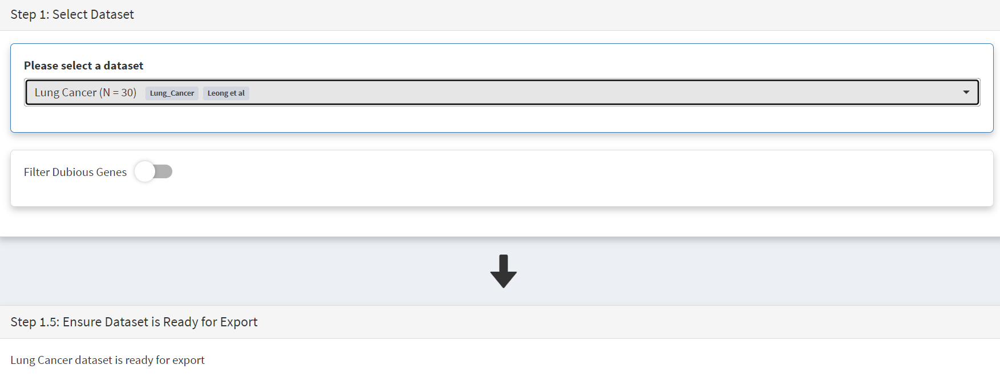 Step 1: Select Dataset
Please select a dataset
Lung Cancer (N = 30) Lung_Cancer Leong et al
Filter Dubious Genes
Step 1.5: Ensure Dataset is Ready for Export
Lung Cancer dataset is ready for export